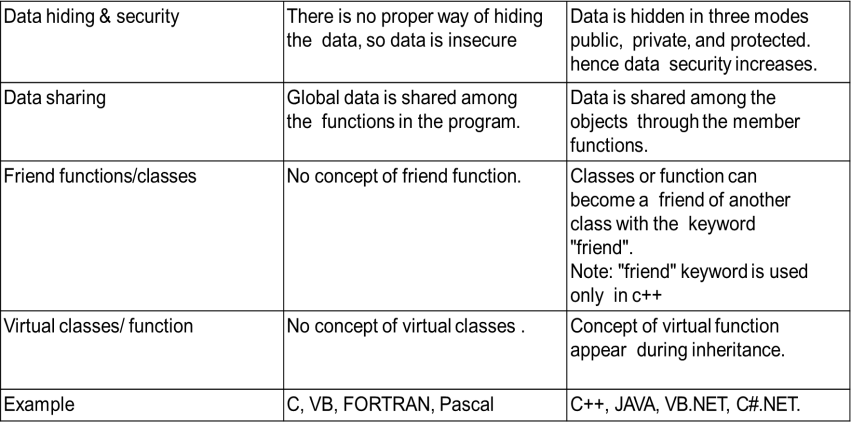 Data hiding & security
There is no proper way of hiding
the data, so data is insecure
Data is hidden in three modes
public, private, and protected.
hence data security increases.
Data sharing
Global data is shared among
the functions in the program.
Data is shared among the
objects through the member
functions.
Friend functions/classes
No concept of friend function.
Classes or function can
become a friend of another
class with the keyword
"friend".
Note: "friend" keyword is used
only in c++
Virtual classes/ function
No concept of virtual classes .
Concept of virtual function
appear during inheritance.
Example
C, VB, FORTRAN, Pascal
C++, JAVA, VB.NET, C#.NET.